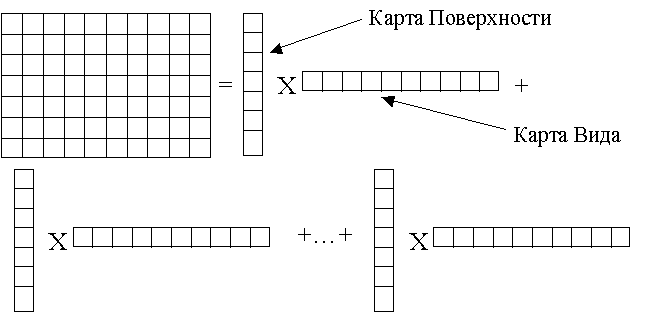 Карта Поверхности
= X +
Карта Вида
X +...+ X